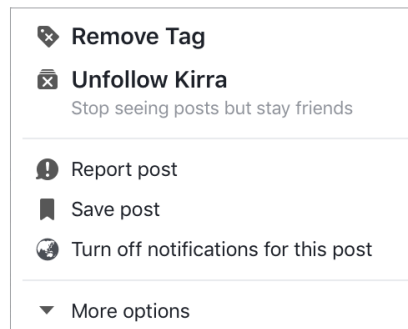 Remove Tag
Unfollow Kirra
Stop seeing posts but stay friends
Report post
Save post
Turn off notifications for this post
More options